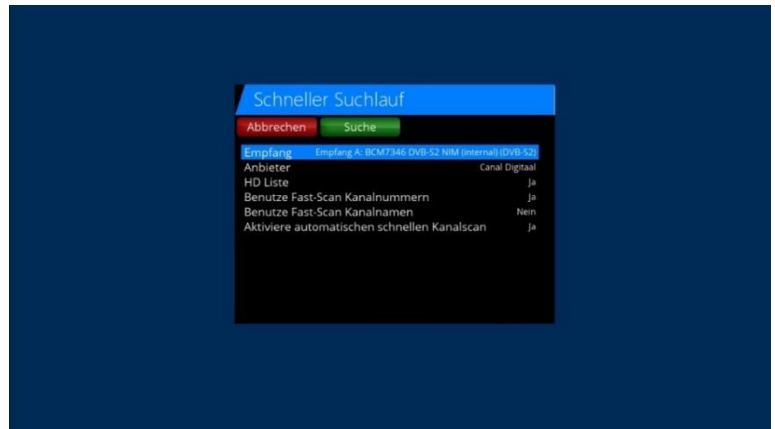 Schneller Suchlauf
Abbrechen Suche
Empfang Empfang A: BCM7346 DVB-S2 NIM (internal) (DVB-S2)
Anbieter Canal Digitaal
HD Liste Ja
Benutze Fast-Scan Kanalnummern Ja
Benutze Fast-Scan Kanalnamen Nein
Aktiviere automatischen schnellen Kanalscan Ja